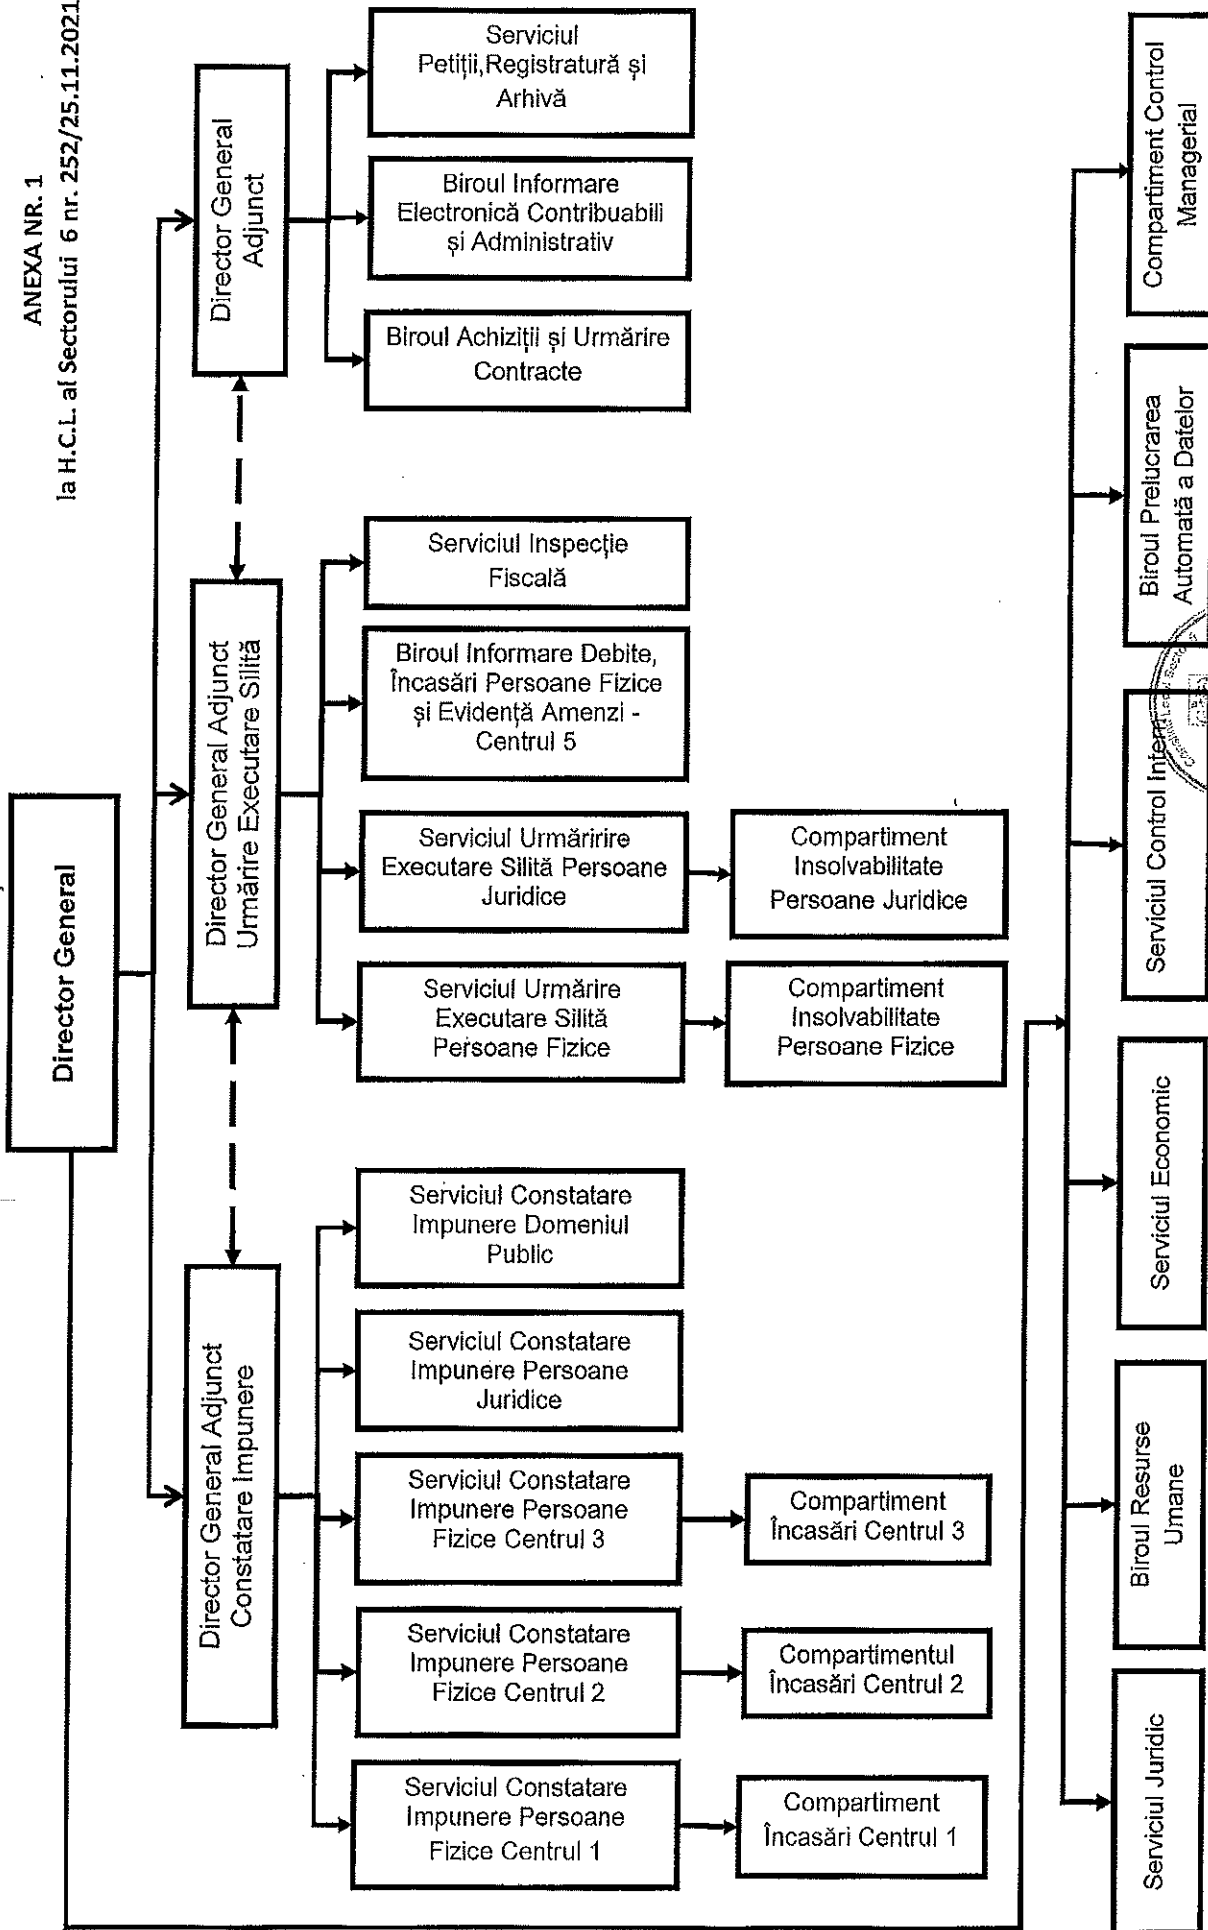 ANEXA NR. 1
la H.C.L. al Sectorului 6 nr. 252/25.11.2021
Director General
Director General Adjunct
Constatare Impunere
Director General Adjunct
Urmărire Executare Silită
Director General
Adjunct
Serviciul Constatare
Impunere Persoane
Fizice Centrul 1
Serviciul Constatare
Impunere Persoane
Fizice Centrul 2
Serviciul Constatare
Impunere Persoane
Fizice Centrul 3
Serviciul Constatare
Impunere Persoane
Juridice
Serviciul Constatare
Impunere Domeniul
Public
Serviciul Urmărire
Executare Silită
Persoane Fizice
Serviciul Urmăririre
Executare Silită Persoane
Juridice
Biroul Informare Debite,
Încasări Persoane Fizice
și Evidență Amenzi -
Centrul 5
Serviciul Inspecție
Fiscală
Biroul Achiziții și Urmărire
Contracte
Biroul Informare
Electronică Contribuabili
și Administrativ
Serviciul
Petiții,Registratură și
Arhivă
Compartiment
Încasări Centrul 1
Compartimentul
Încasări Centrul 2
Compartiment
Încasări Centrul 3
Compartiment
Insolvabilitate
Persoane Fizice
Compartiment
Insolvabilitate
Persoane Juridice
Serviciul Juridic
Biroul Resurse
Umane
Serviciul Economic
Serviciul Control Intern
Biroul Prelucrarea
Automată a Datelor
Compartiment Control
Managerial